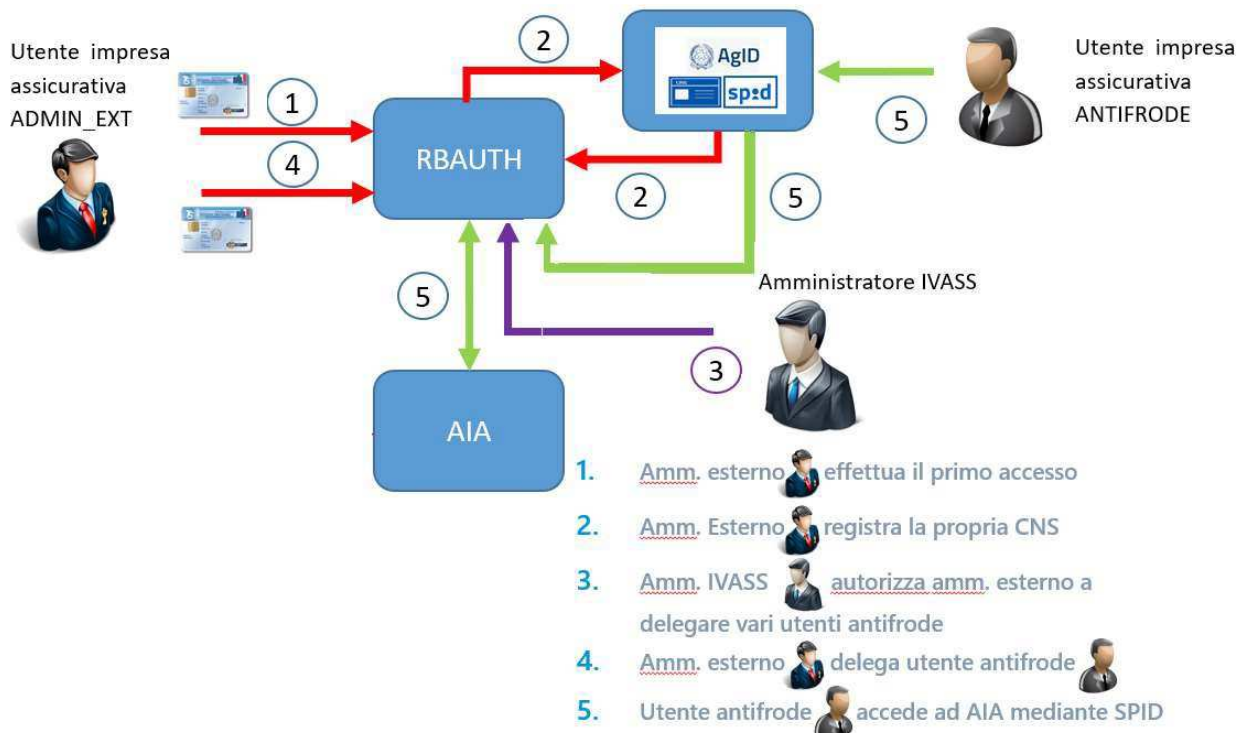 Utente impresa
assicurativa
ADMIN_EXT
1
4
2
AgID
spid
RBAUTH
2
5
5
Utente impresa
assicurativa
ANTIFRODE
5
Amministratore IVASS
3
AIA
1. Amm. esterno effettua il primo accesso
2. Amm. Esterno registra la propria CNS
3. Amm. IVASS autorizza amm. esterno a
delegare vari utenti antifrode
4. Amm. esterno delega utente antifrode
5. Utente antifrode accede ad AIA mediante SPID